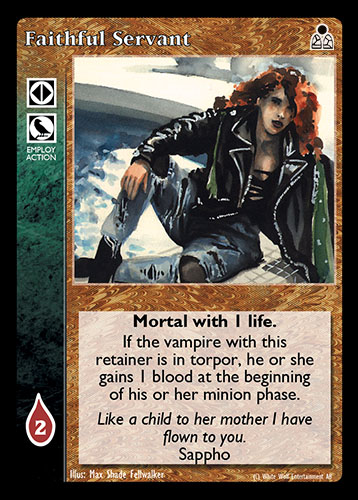 Faithful Servant
EMPLOY
ACTION
Mortal with 1 life.
If the vampire with this
retainer is in torpor, he or she
gains 1 blood at the beginning
of his or her minion phase.
Like a child to her mother I have
flown to you.
Sappho
2
Illus: Max Shade Fellwalker
(C) White Wolf Entertainment AB